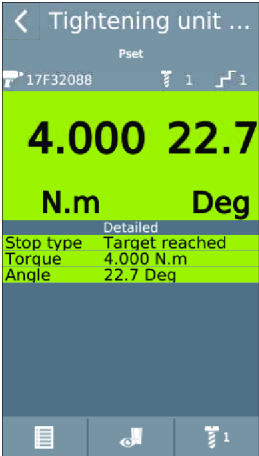 Tightening unit ...
Pset
17F32088 1 1
4.000 22.7
N.m Deg
Detailed
Stop type Target reached
Torque 4.000 N.m
Angle 22.7 Deg
1